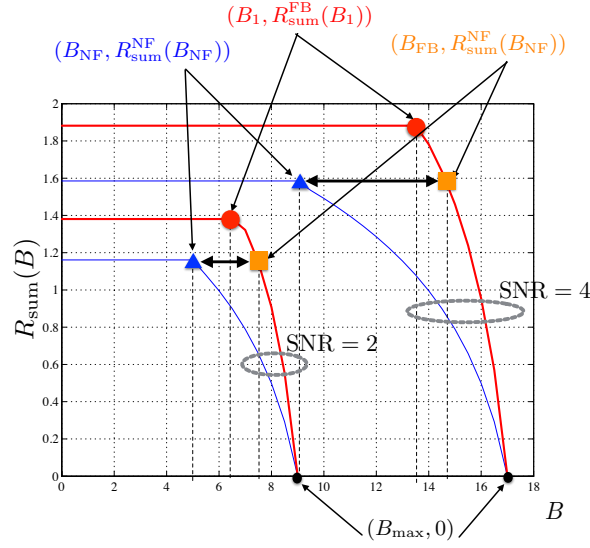 (B₁, R_sum^FB(B₁))
(B_NF, R_sum^NF(B_NF))
(B_FB, R_sum^NF(B_NF))
2
1.8
1.6
1.4
1.2
1
0.8
0.6
0.4
0.2
0
R_sum(B)
SNR = 4
SNR = 2
0 2 4 6 8 10 12 14 16 18
B
(B_max, 0)